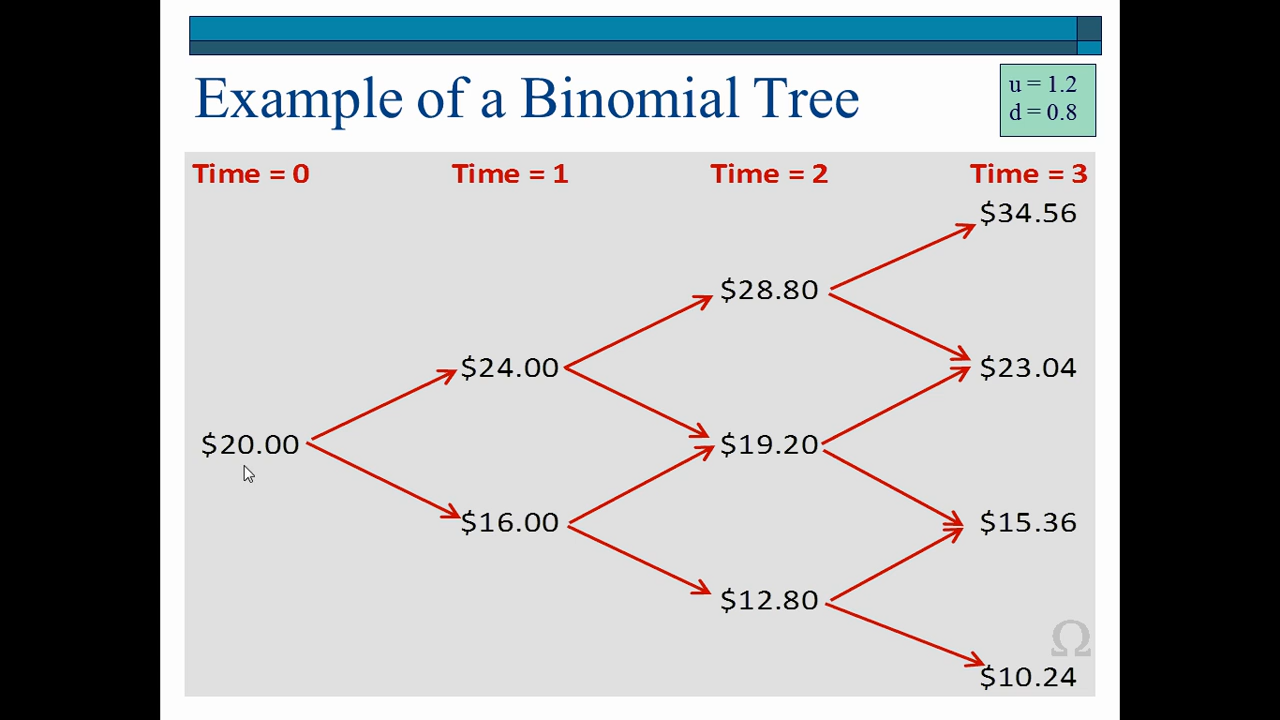 Example of a Binomial Tree
u = 1.2
d = 0.8
Time = 0 Time = 1 Time = 2 Time = 3
$34.56
$28.80
$24.00 $23.04
$20.00 $19.20
$16.00 $15.36
$12.80
Ω
$10.24